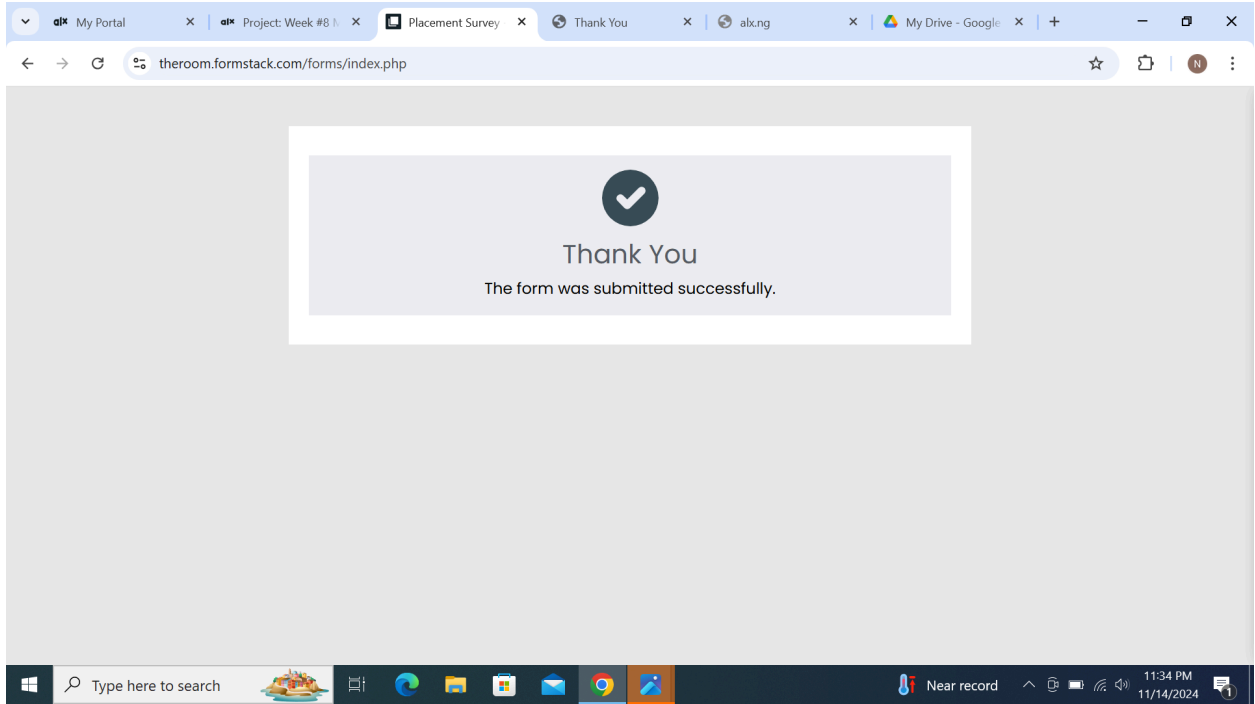 alx My Portal
alx Project: Week #8 M
Placement Survey
Thank You
alx.ng
My Drive - Google
theroom.formstack.com/forms/index.php
N
Thank You
The form was submitted successfully.
Type here to search
Near record
11:34 PM
11/14/2024
1